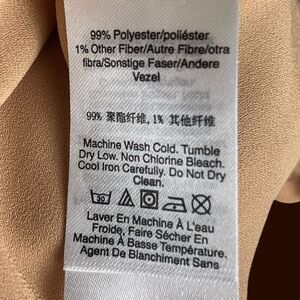 99% Polyester/poliéster
1% Other Fiber/Autre Fibre/otra
fibra/Sonstige Faser/Andere
Vezel
99% 聚酯纤维, 1% 其他纤维
Machine Wash Cold. Tumble
Dry Low. Non Chlorine Bleach.
Cool Iron Carefully. Do Not Dry
Clean.
30
Laver En Machine À L'eau
Froide. Faire Sécher En
Machine À Basse Température.
Agent De Blanchiment Sans